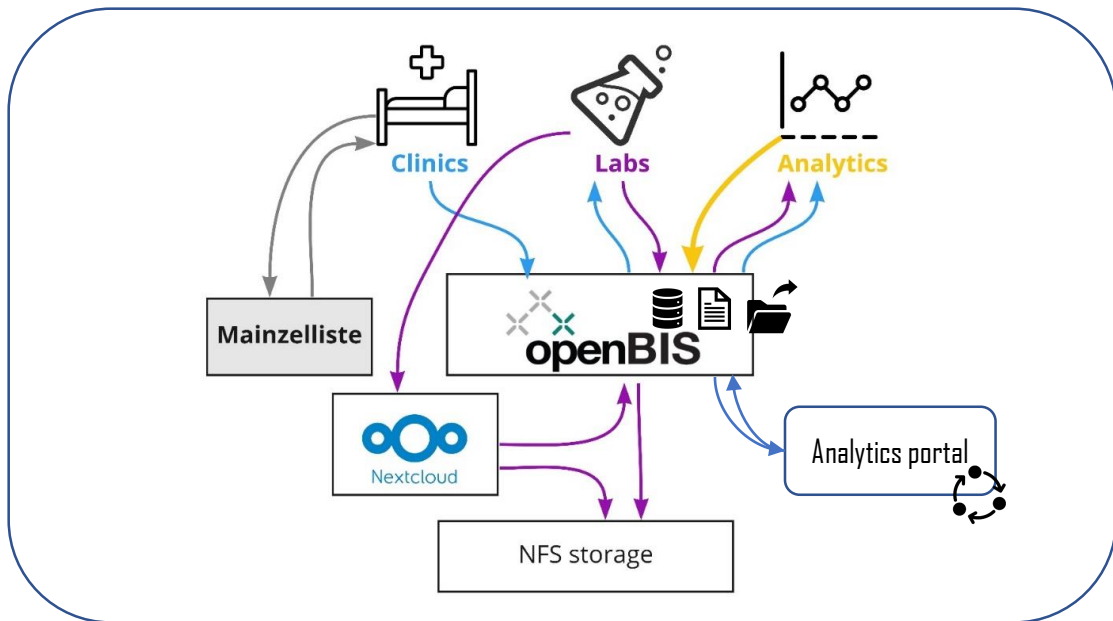 Clinics
Labs
Analytics
Mainzelliste
openBIS
Nextcloud
Analytics portal
NFS storage